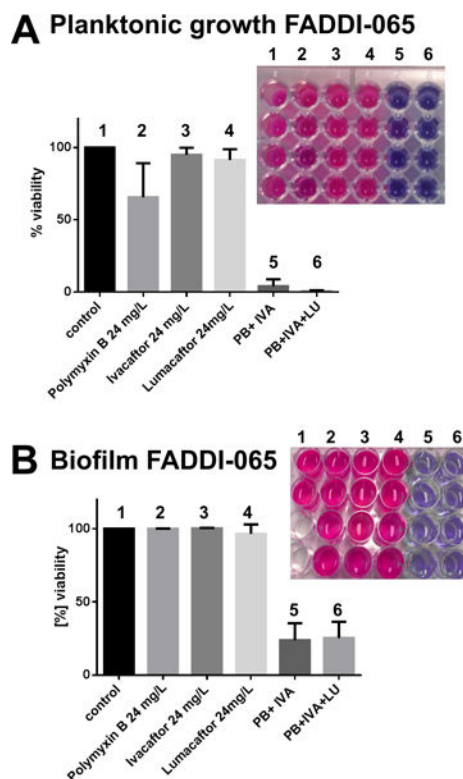 A Planktonic growth FADDI-065
1 2 3 4 5 6
1 2 3 4 5 6
% viability
100
50
0
control
Polymyxin B 24 mg/L
Ivacaftor 24 mg/L
Lumacaftor 24mg/L
PB+ IVA
PB+IVA+LU
B Biofilm FADDI-065
1 2 3 4 5 6
1 2 3 4 5 6
[%] viability
100
50
0
control
Polymyxin B 24 mg/L
Ivacaftor 24 mg/L
Lumacaftor 24mg/L
PB+ IVA
PB+IVA+LU